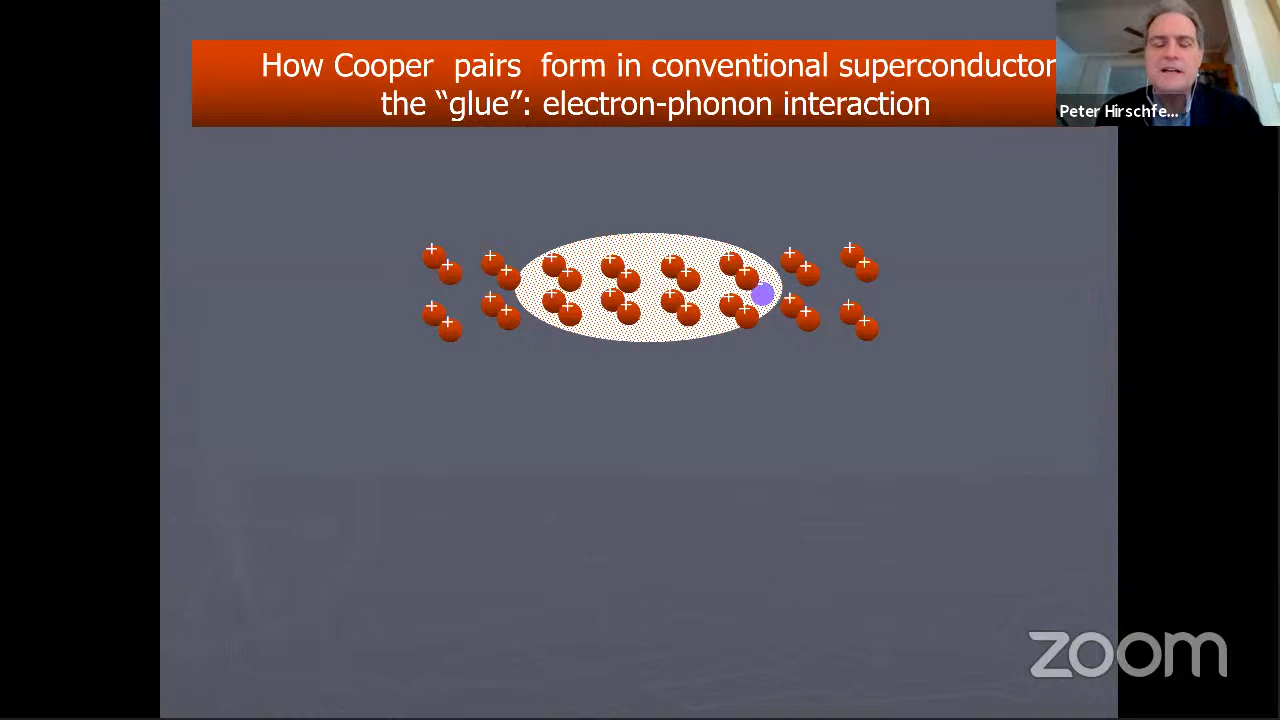 How Cooper pairs form in conventional superconductor
the “glue”: electron-phonon interaction
Peter Hirschfe...
zoom